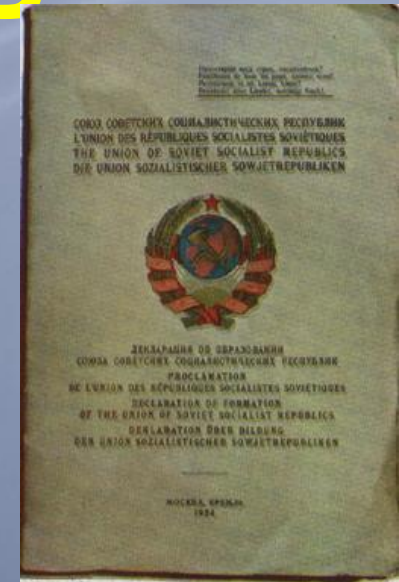 СОЮЗ СОВЕТСКИХ СОЦИАЛИСТИЧЕСКИХ РЕСПУБЛИК
L'UNION DES RÉPUBLIQUES SOCIALISTES SOVIÉTIQUES
THE UNION OF SOVIET SOCIALIST REPUBLICS
DIE UNION SOZIALISTISCHER SOWJETREPUBLIKEN
ДЕКЛАРАЦИЯ ОБ ОБРАЗОВАНИИ
СОЮЗА СОВЕТСКИХ СОЦИАЛИСТИЧЕСКИХ РЕСПУБЛИК
PROCLAMATION
DE L'UNION DES RÉPUBLIQUES SOCIALISTES SOVIÉTIQUES
DECLARATION OF FORMATION
OF THE UNION OF SOVIET SOCIALIST REPUBLICS
DEKLARATION ÜBER BILDUNG
DER UNION SOZIALISTISCHER SOWJETREPUBLIKEN
МОСКВА, КРЕМЛЬ
1924